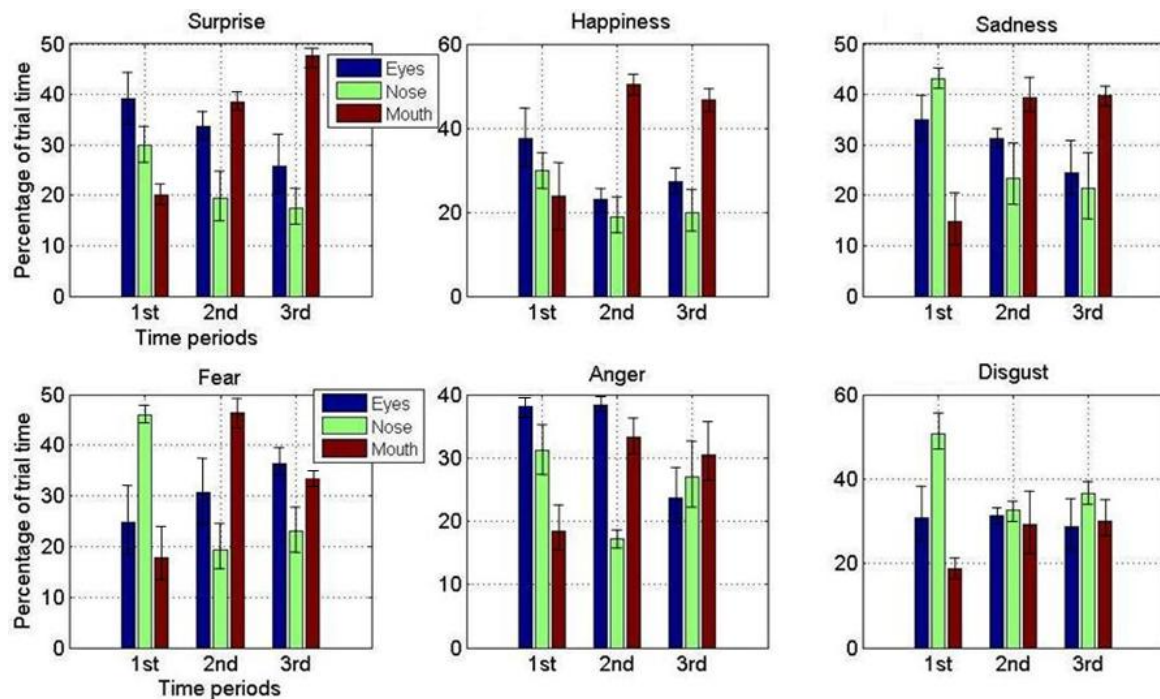 Surprise
Happiness
Sadness
Percentage of trial time
50
40
30
20
10
0
Eyes
Nose
Mouth
60
40
20
0
50
40
30
20
10
0
1st 2nd 3rd
1st 2nd 3rd
1st 2nd 3rd
Time periods
Fear
Anger
Disgust
Percentage of trial time
50
40
30
20
10
0
Eyes
Nose
Mouth
40
30
20
10
0
60
40
20
0
1st 2nd 3rd
1st 2nd 3rd
1st 2nd 3rd
Time periods